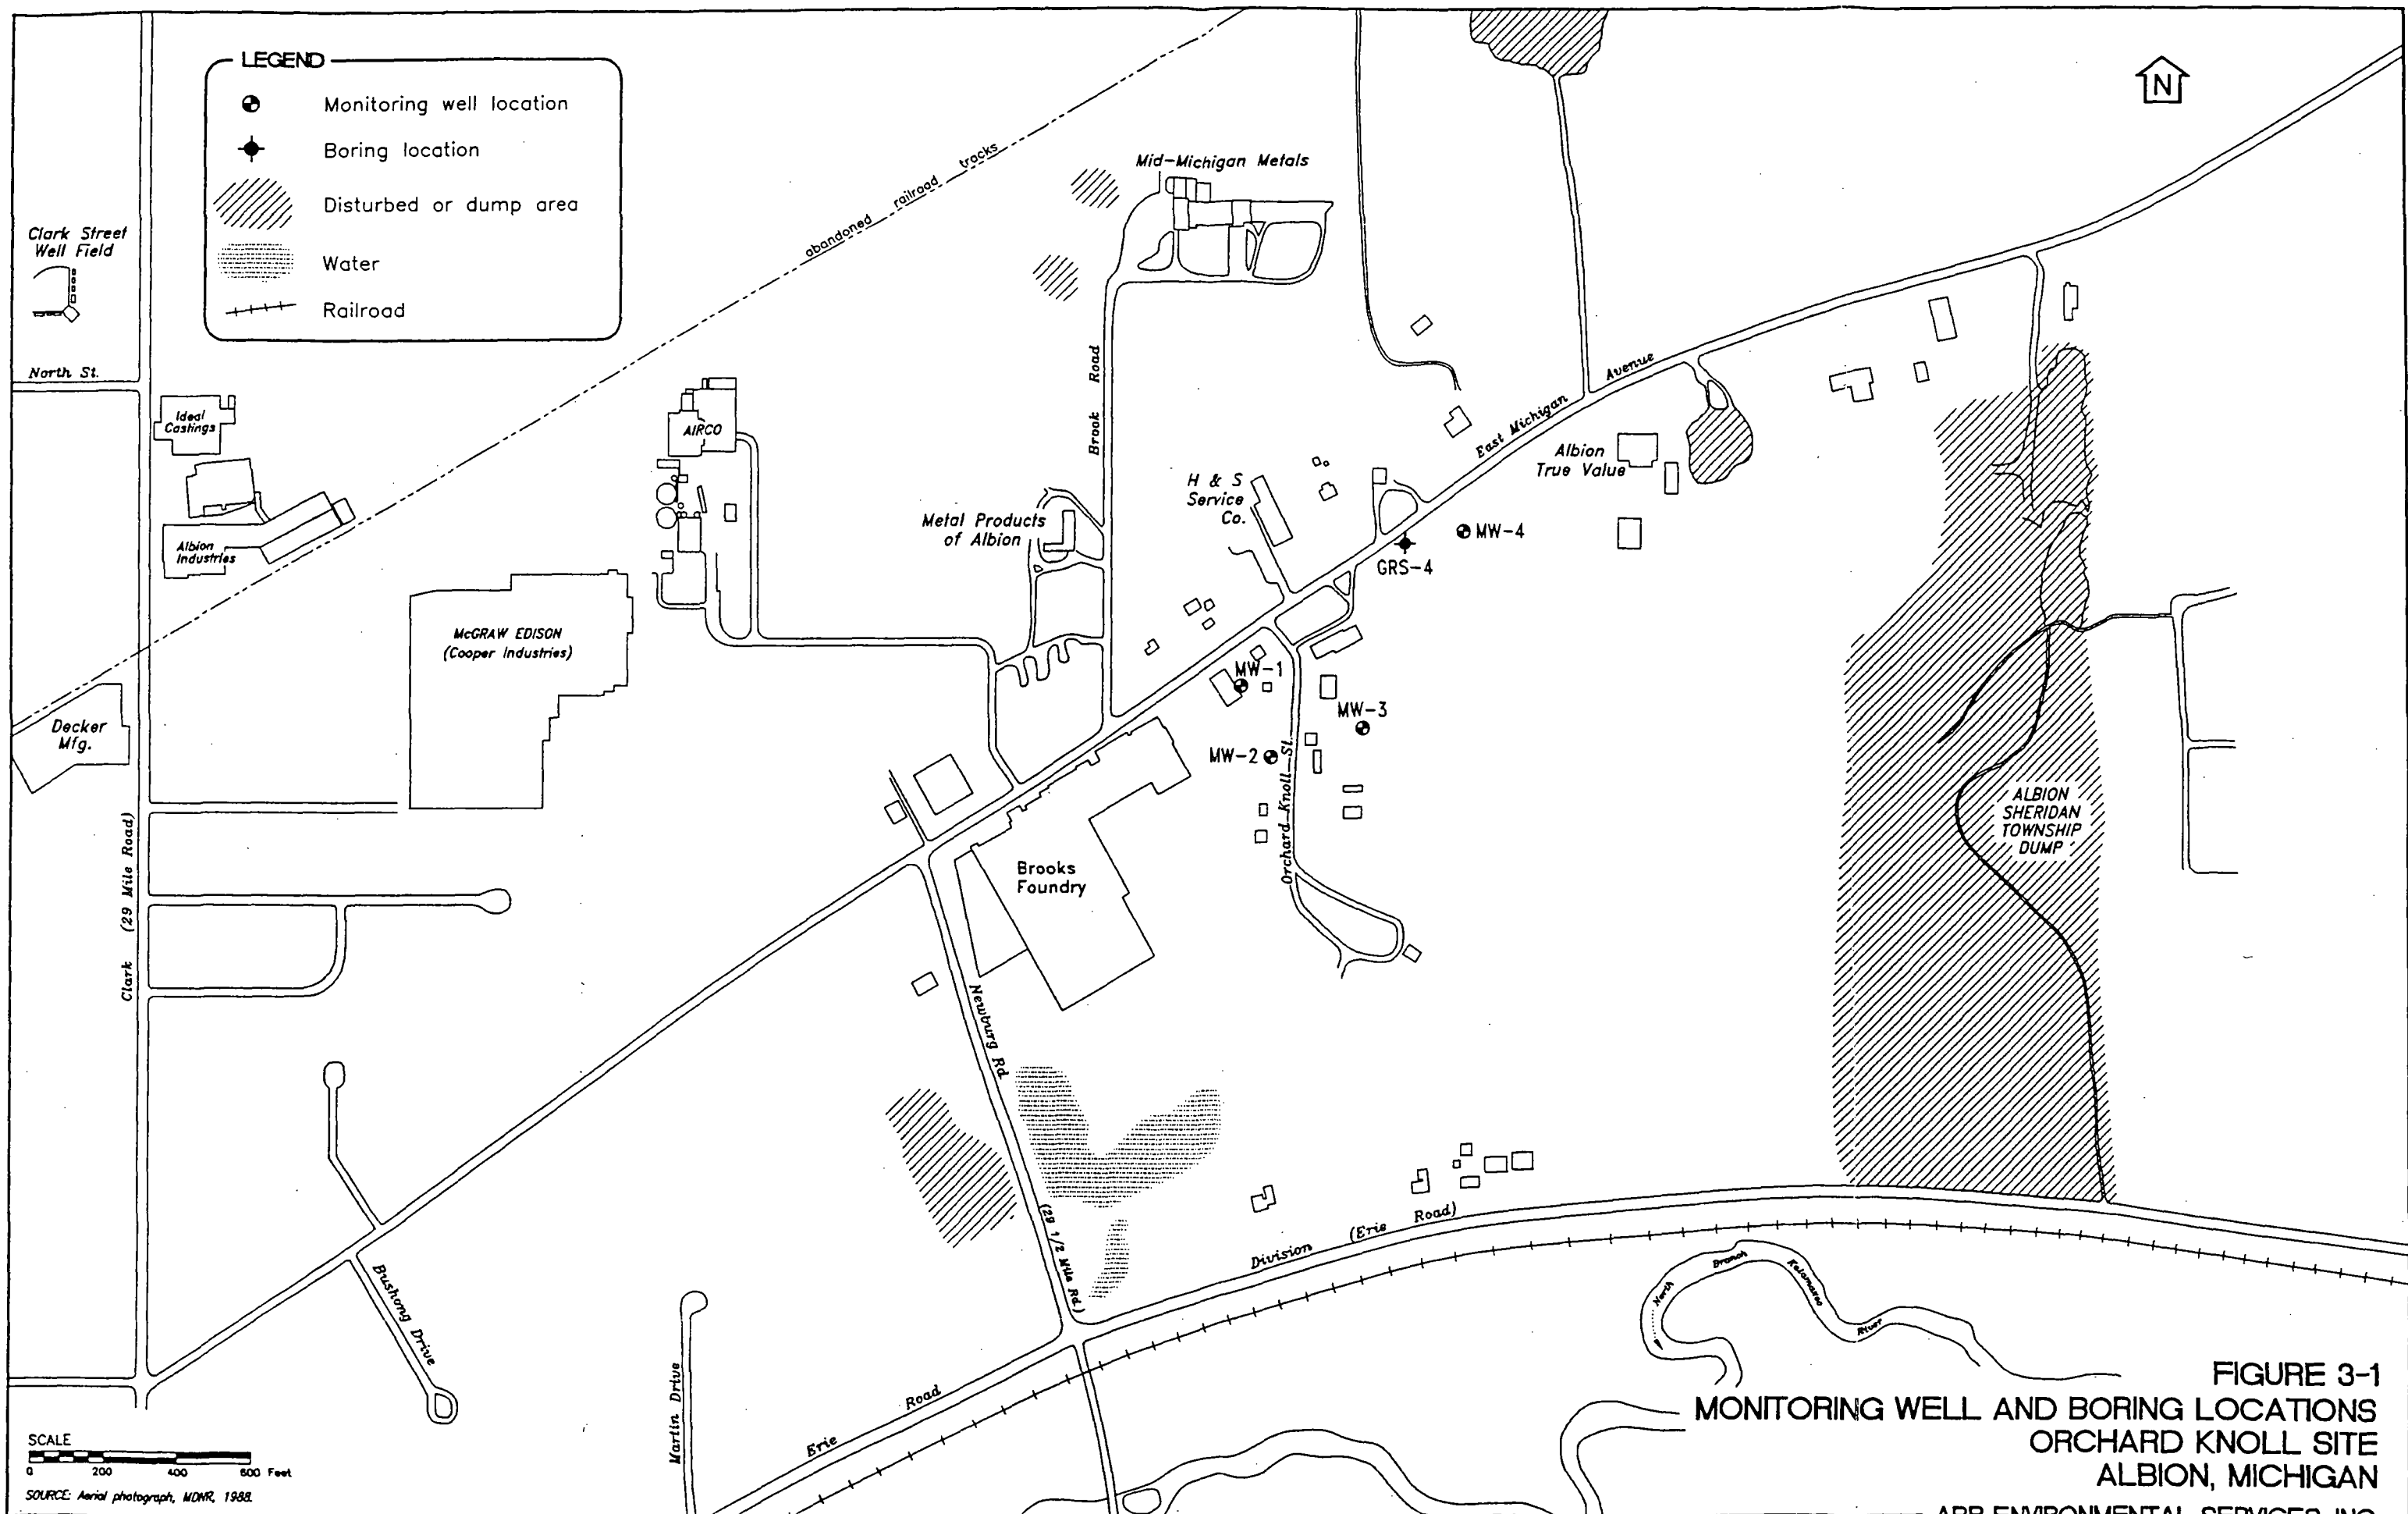 LEGEND
Monitoring well location
Boring location
Disturbed or dump area
Water
Railroad
N
abandoned railroad tracks
Mid-Michigan Metals
Clark Street
Well Field
North St.
Ideal
Castings
AIRCO
Albion
Industries
Brook Road
East Michigan Avenue
Albion
True Value
H & S
Service
Co.
Metal Products
of Albion
MW-4
GRS-4
McGRAW EDISON
(Cooper Industries)
MW-1
MW-3
MW-2
Orchard-Knoll-St.
Decker
Mfg.
Clark (29 Mile Road)
Brooks
Foundry
ALBION
SHERIDAN
TOWNSHIP
DUMP
Newburg Rd.
(29 1/2 Mile Rd.)
Division (Erie Road)
Bushong Drive
Martin Drive
Erie Road
North Branch Kalamazoo River
SCALE
0 200 400 600 Feet
SOURCE: Aerial photograph, MDNR, 1988.
FIGURE 3-1
MONITORING WELL AND BORING LOCATIONS
ORCHARD KNOLL SITE
ALBION, MICHIGAN
ENVIRONMENTAL SERVICES INC